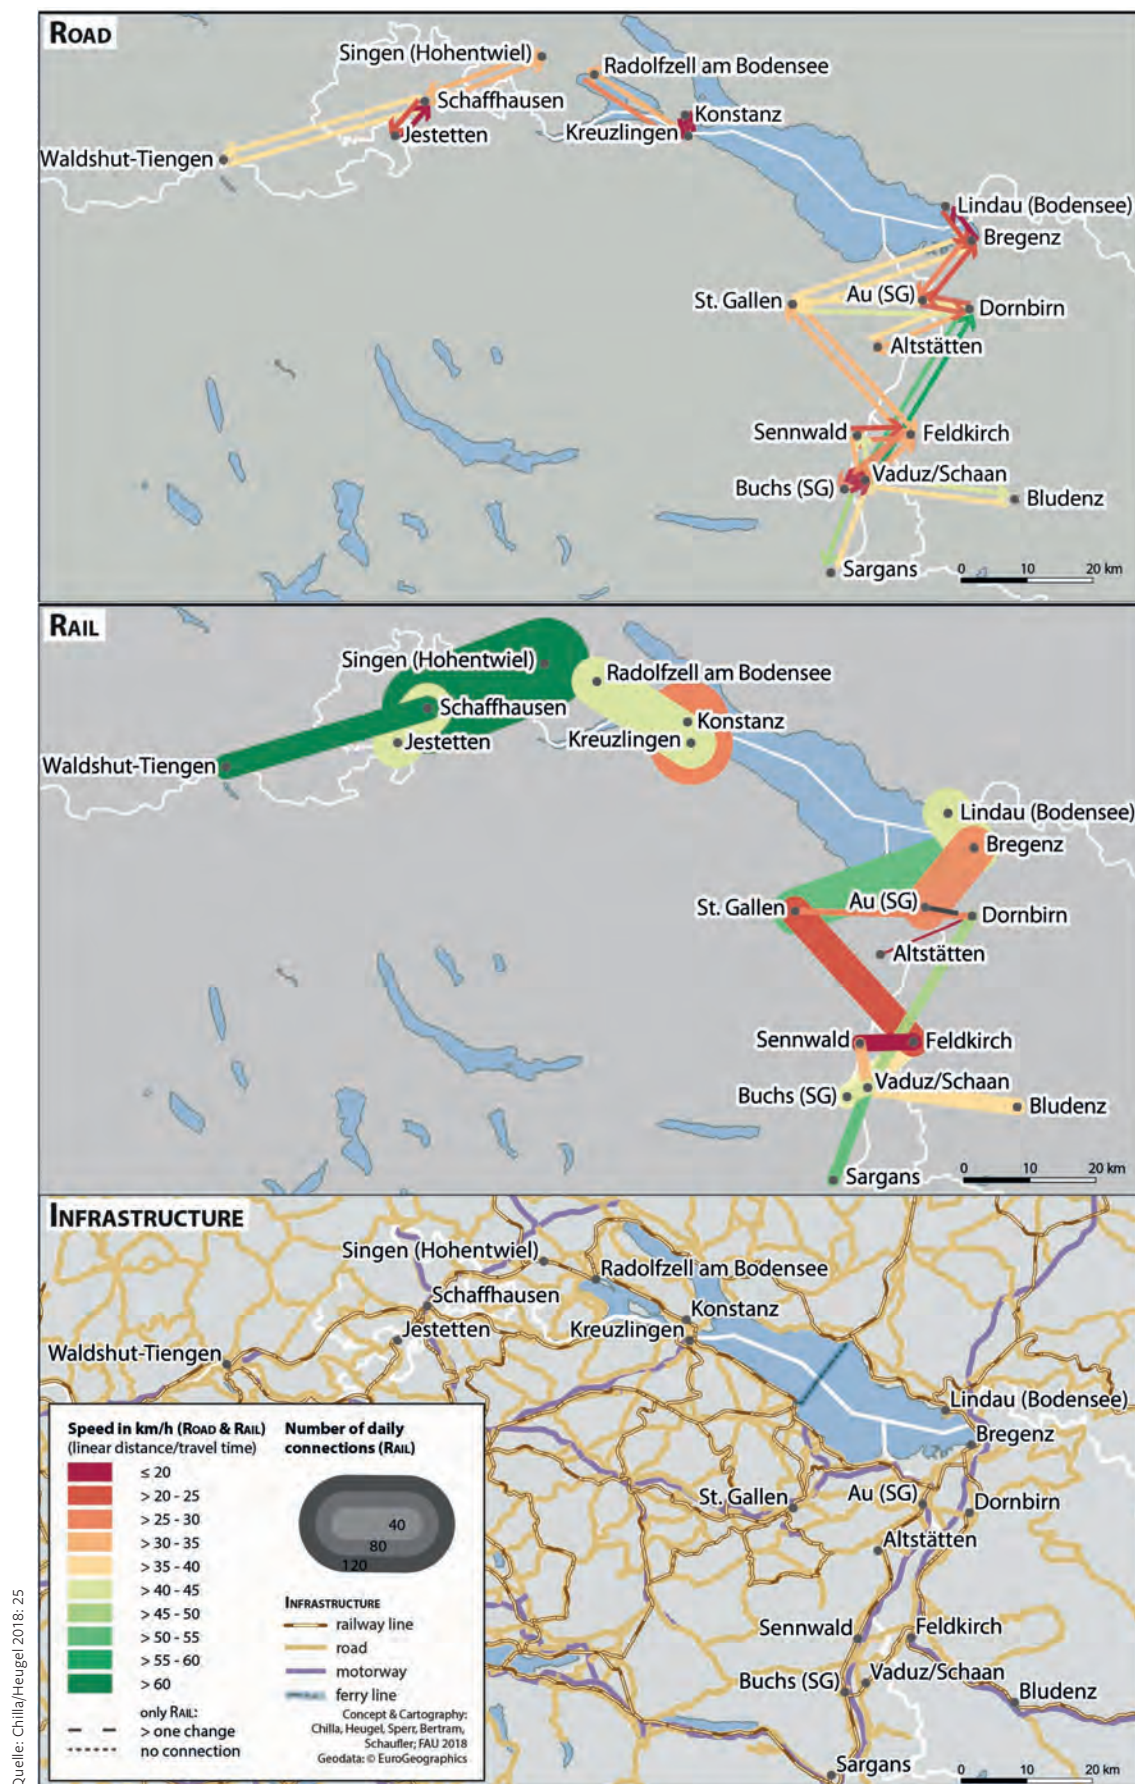 ROAD
Singen (Hohentwiel)
Radolfzell am Bodensee
Schaffhausen
Konstanz
Jestetten
Kreuzlingen
Waldshut-Tiengen
Lindau (Bodensee)
Bregenz
St. Gallen
Au (SG)
Dornbirn
Altstätten
Sennwald
Feldkirch
Vaduz/Schaan
Buchs (SG)
Bludenz
Sargans
0 10 20 km
RAIL
Singen (Hohentwiel)
Radolfzell am Bodensee
Schaffhausen
Konstanz
Jestetten
Kreuzlingen
Waldshut-Tiengen
Lindau (Bodensee)
Bregenz
St. Gallen
Au (SG)
Dornbirn
Altstätten
Sennwald
Feldkirch
Vaduz/Schaan
Buchs (SG)
Bludenz
Sargans
0 10 20 km
INFRASTRUCTURE
Singen (Hohentwiel)
Radolfzell am Bodensee
Schaffhausen
Konstanz
Jestetten
Kreuzlingen
Waldshut-Tiengen
Lindau (Bodensee)
Bregenz
St. Gallen
Au (SG)
Dornbirn
Altstätten
Sennwald
Feldkirch
Vaduz/Schaan
Buchs (SG)
Bludenz
Sargans
0 10 20 km
Speed in km/h (ROAD & RAIL)
(linear distance/travel time)
≤ 20
> 20 - 25
> 25 - 30
> 30 - 35
> 35 - 40
> 40 - 45
> 45 - 50
> 50 - 55
> 55 - 60
> 60
only RAIL:
> one change
no connection
Number of daily
connections (RAIL)
40
80
120
INFRASTRUCTURE
railway line
road
motorway
ferry line
Concept & Cartography:
Chilla, Heugel, Sperr, Bertram,
Schaufler; FAU 2018
Geodata: © EuroGeographics
Quelle: Chilla/Heugel 2018: 25